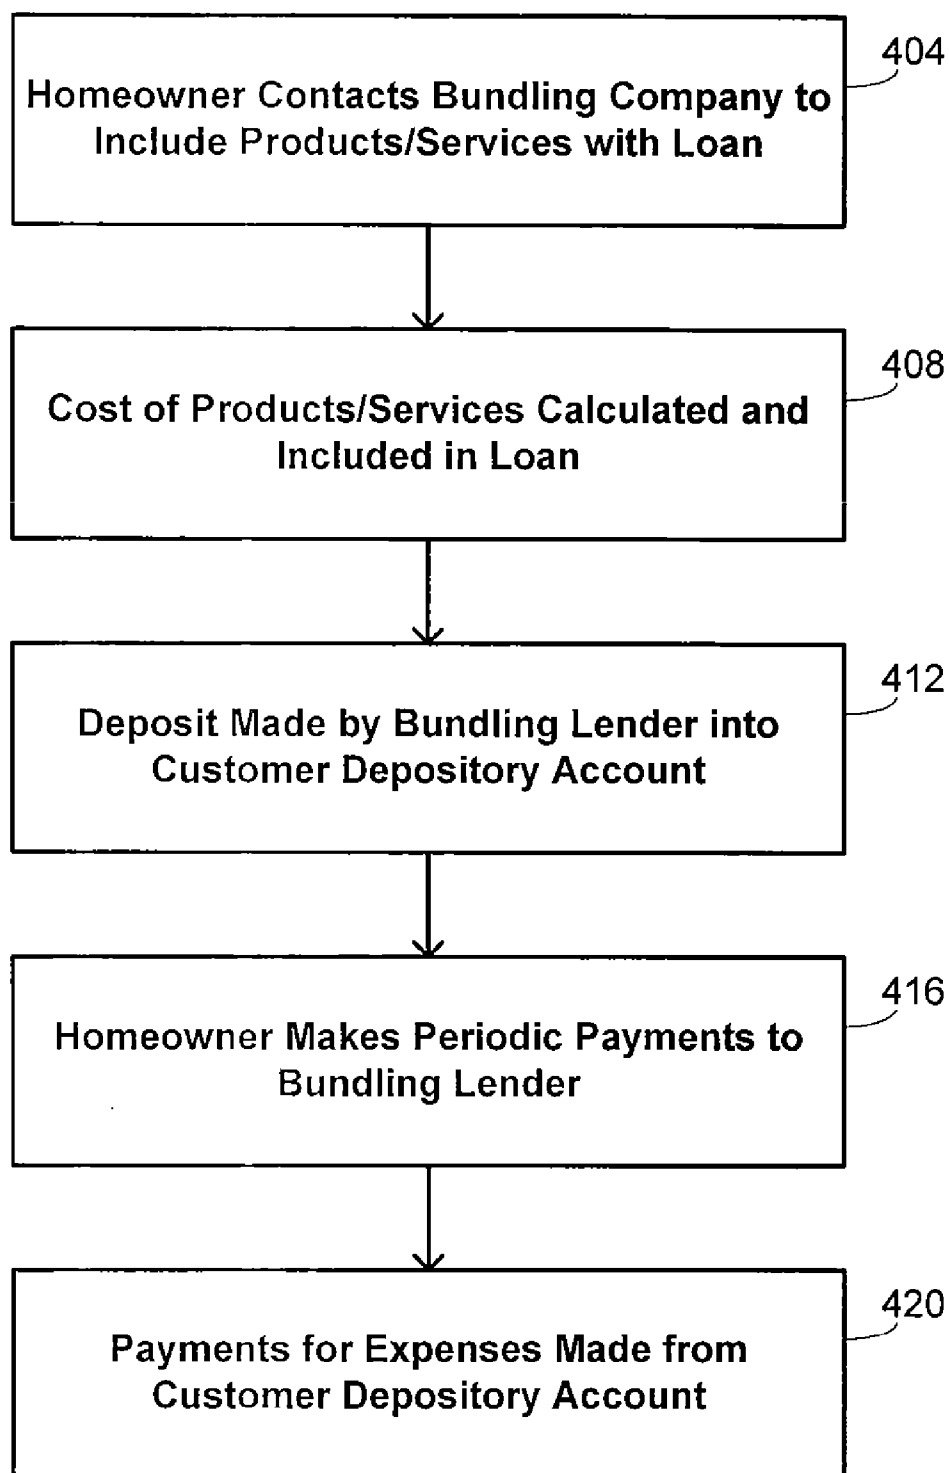 404
Homeowner Contacts Bundling Company to
Include Products/Services with Loan
408
Cost of Products/Services Calculated and
Included in Loan
412
Deposit Made by Bundling Lender into
Customer Depository Account
416
Homeowner Makes Periodic Payments to
Bundling Lender
420
Payments for Expenses Made from
Customer Depository Account